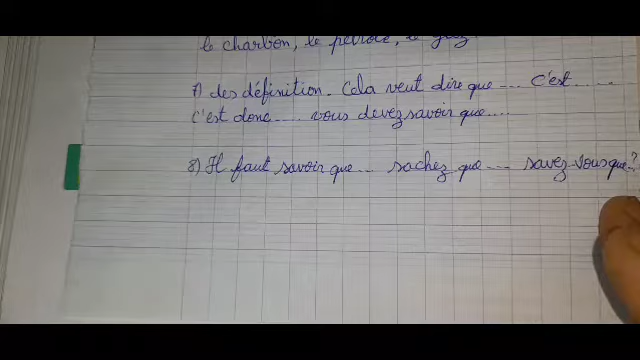 le charbon, le pétrole, le gaz
7) des définition. Cela veut dire que ... C'est .....
c'est donc .... vous devez savoir que....
8) Il faut savoir que... sachez que ... savez-vous que..?